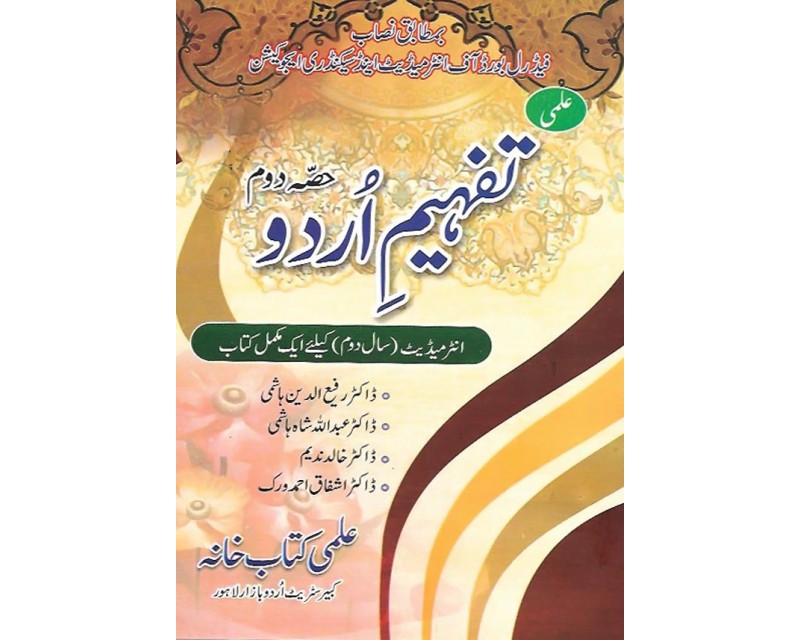 بمطابق نصاب
فیڈرل بورڈ آف انٹرمیڈیٹ اینڈ سیکنڈری ایجوکیشن
علمی
تفہیمِ اُردو
حصّہ دوم
انٹرمیڈیٹ (سال دوم) کیلئے ایک مکمل کتاب
ڈاکٹر رفیع الدین ہاشمی
ڈاکٹر عبداللہ شاہ ہاشمی
ڈاکٹر خالد ندیم
ڈاکٹر اشفاق احمد ورک
علمی کتاب خانہ
کبیر سٹریٹ اُردو بازار لاہور